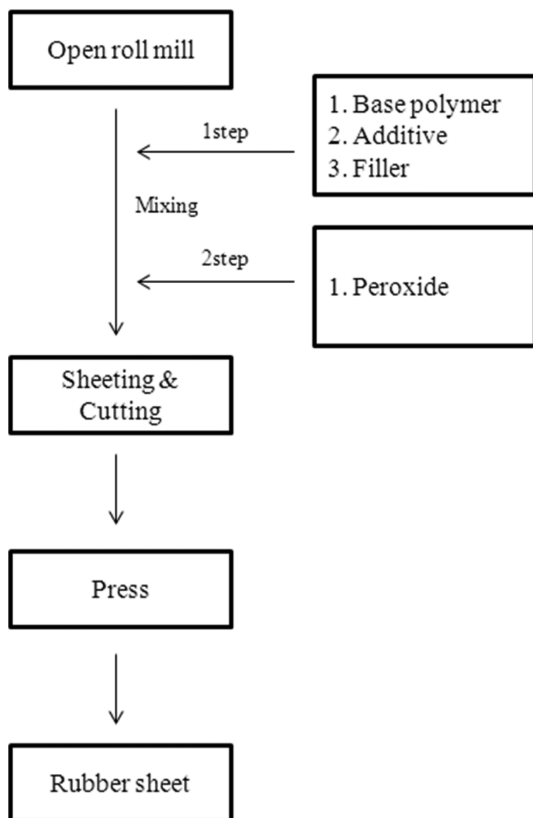 Open roll mill
1step
1. Base polymer
2. Additive
3. Filler
Mixing
2step
1. Peroxide
Sheeting &
Cutting
Press
Rubber sheet